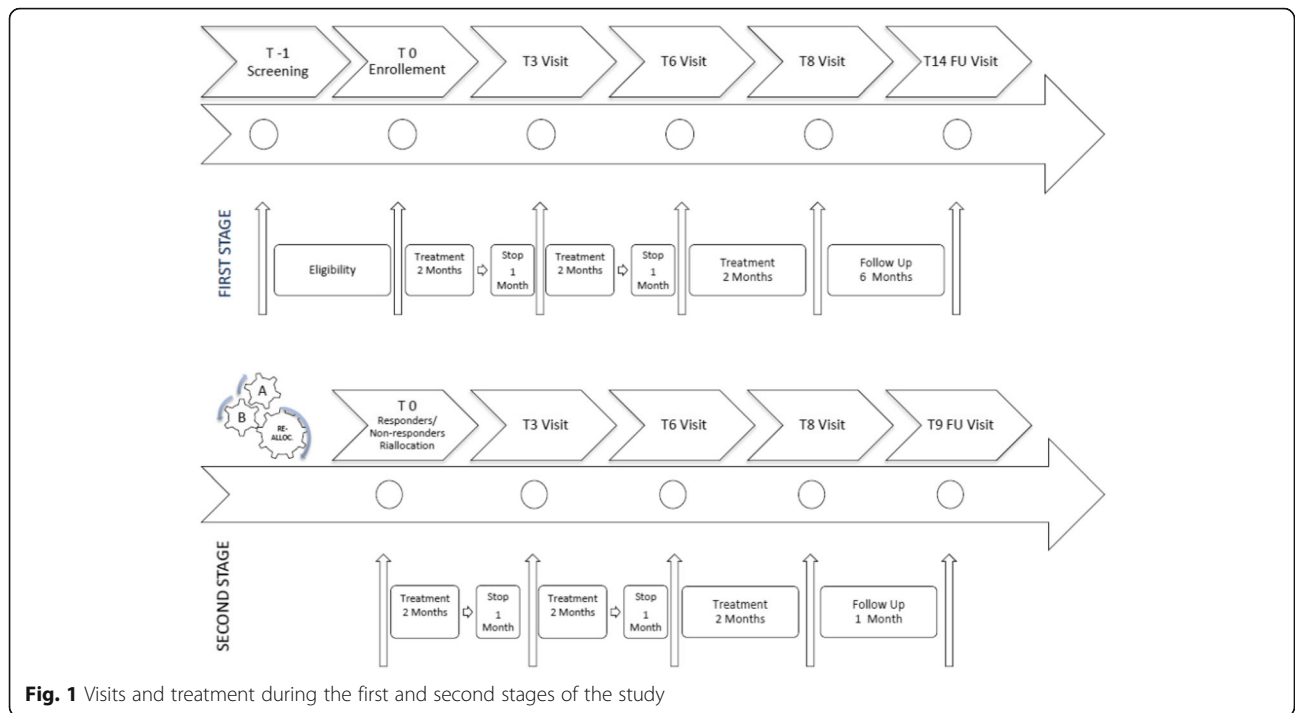 T -1
Screening
T 0
Enrollement
T3 Visit
T6 Visit
T8 Visit
T14 FU Visit
FIRST STAGE
Eligibility
Treatment
2 Months
Stop
1
Month
Treatment
2 Months
Stop
1
Month
Treatment
2 Months
Follow Up
6 Months
A
B
RE-
ALLOC.
T 0
Responders/
Non-responders
Riallocation
T3 Visit
T6 Visit
T8 Visit
T9 FU Visit
SECOND STAGE
Treatment
2 Months
Stop
1
Month
Treatment
2 Months
Stop
1
Month
Treatment
2 Months
Follow Up
1 Month
Fig. 1 Visits and treatment during the first and second stages of the study